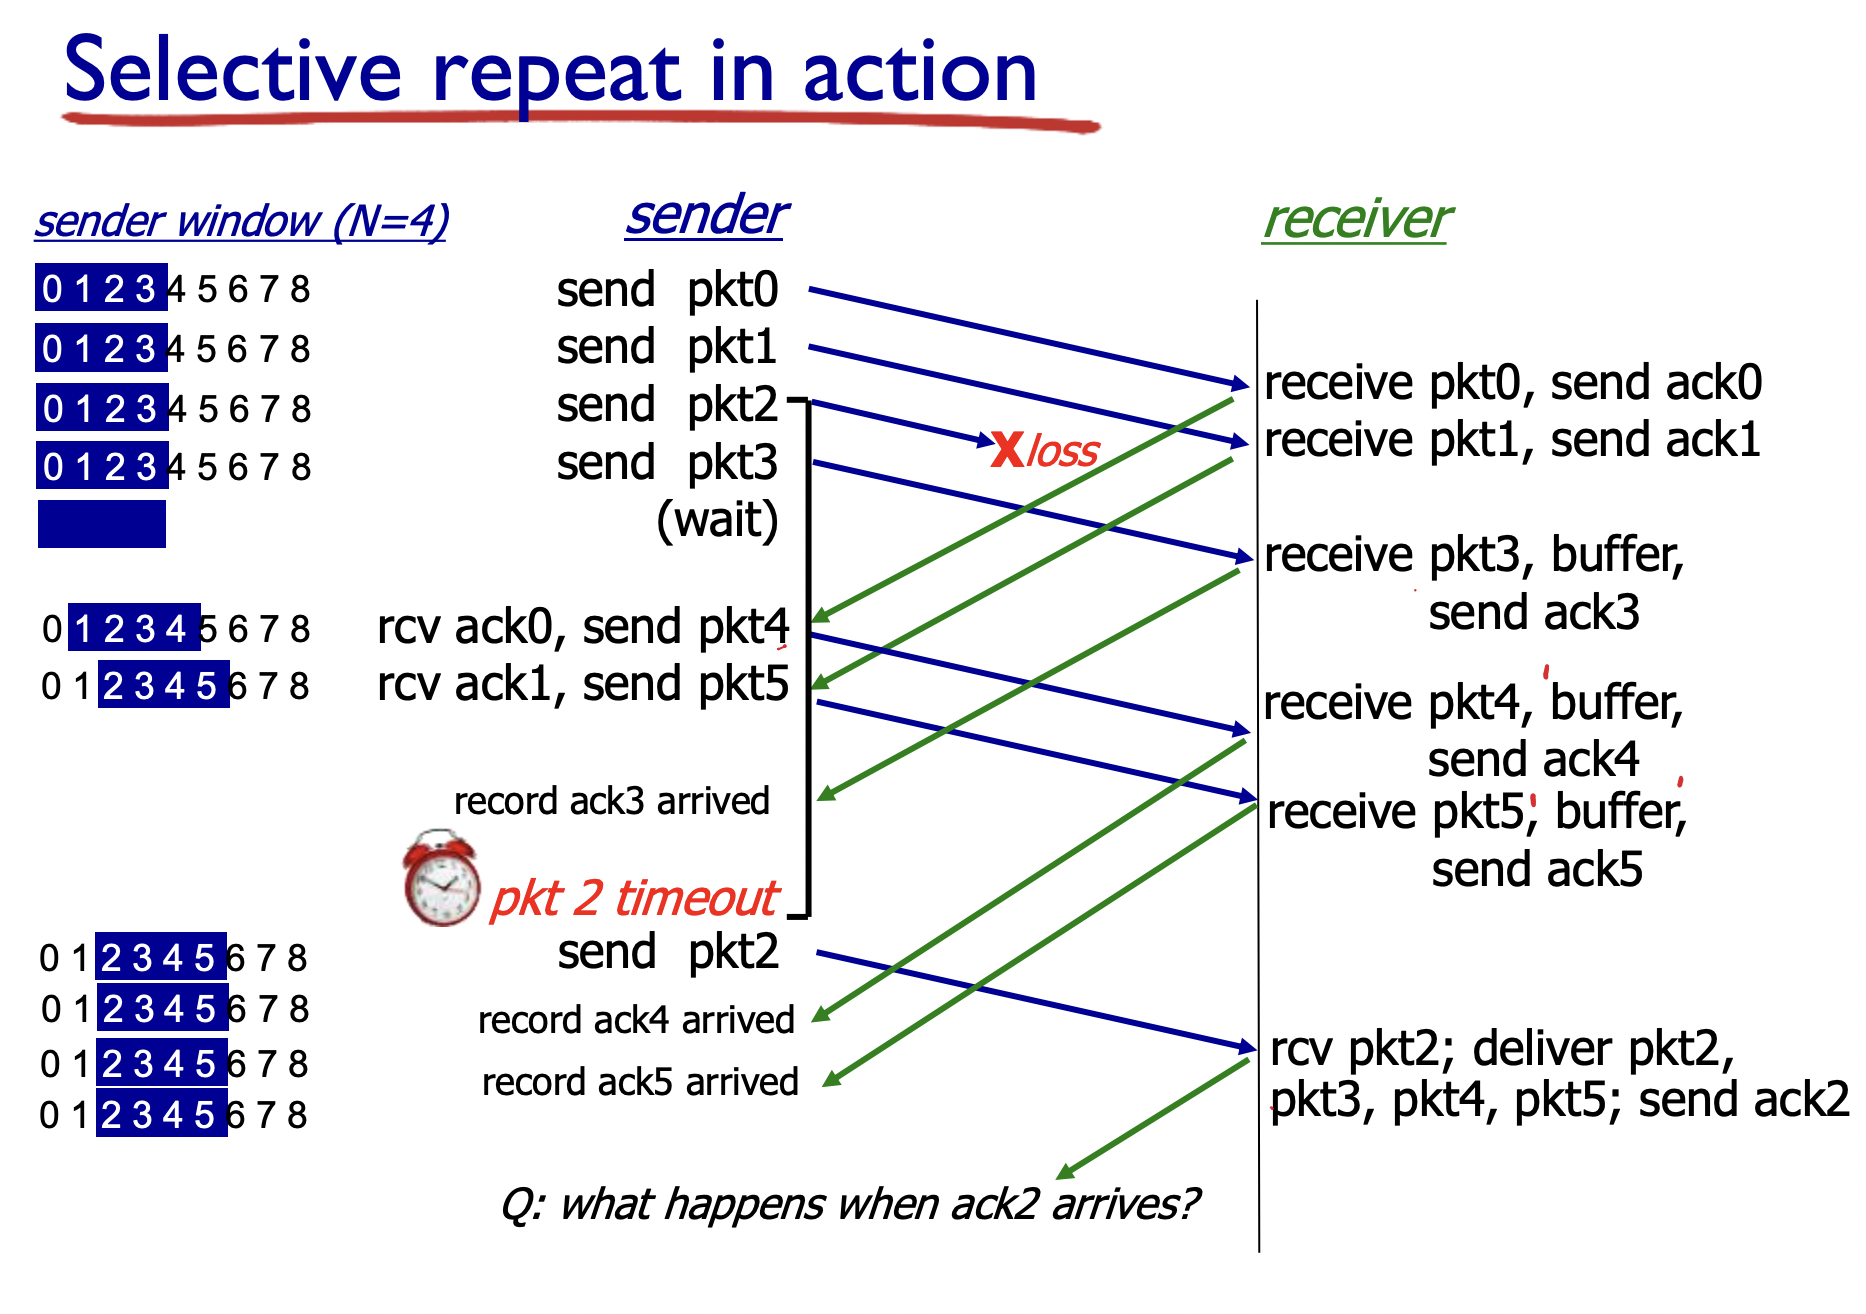 Selective repeat in action
sender window (N=4)
sender
receiver
0 1 2 3 4 5 6 7 8
send pkt0
0 1 2 3 4 5 6 7 8
send pkt1
receive pkt0, send ack0
0 1 2 3 4 5 6 7 8
send pkt2
receive pkt1, send ack1
X loss
0 1 2 3 4 5 6 7 8
send pkt3
(wait)
receive pkt3, buffer,
send ack3
0 1 2 3 4 5 6 7 8
rcv ack0, send pkt4
0 1 2 3 4 5 6 7 8
rcv ack1, send pkt5
receive pkt4, buffer,
send ack4
record ack3 arrived
receive pkt5, buffer,
send ack5
pkt 2 timeout
0 1 2 3 4 5 6 7 8
send pkt2
0 1 2 3 4 5 6 7 8
record ack4 arrived
0 1 2 3 4 5 6 7 8
record ack5 arrived
rcv pkt2; deliver pkt2,
pkt3, pkt4, pkt5; send ack2
0 1 2 3 4 5 6 7 8
Q: what happens when ack2 arrives?